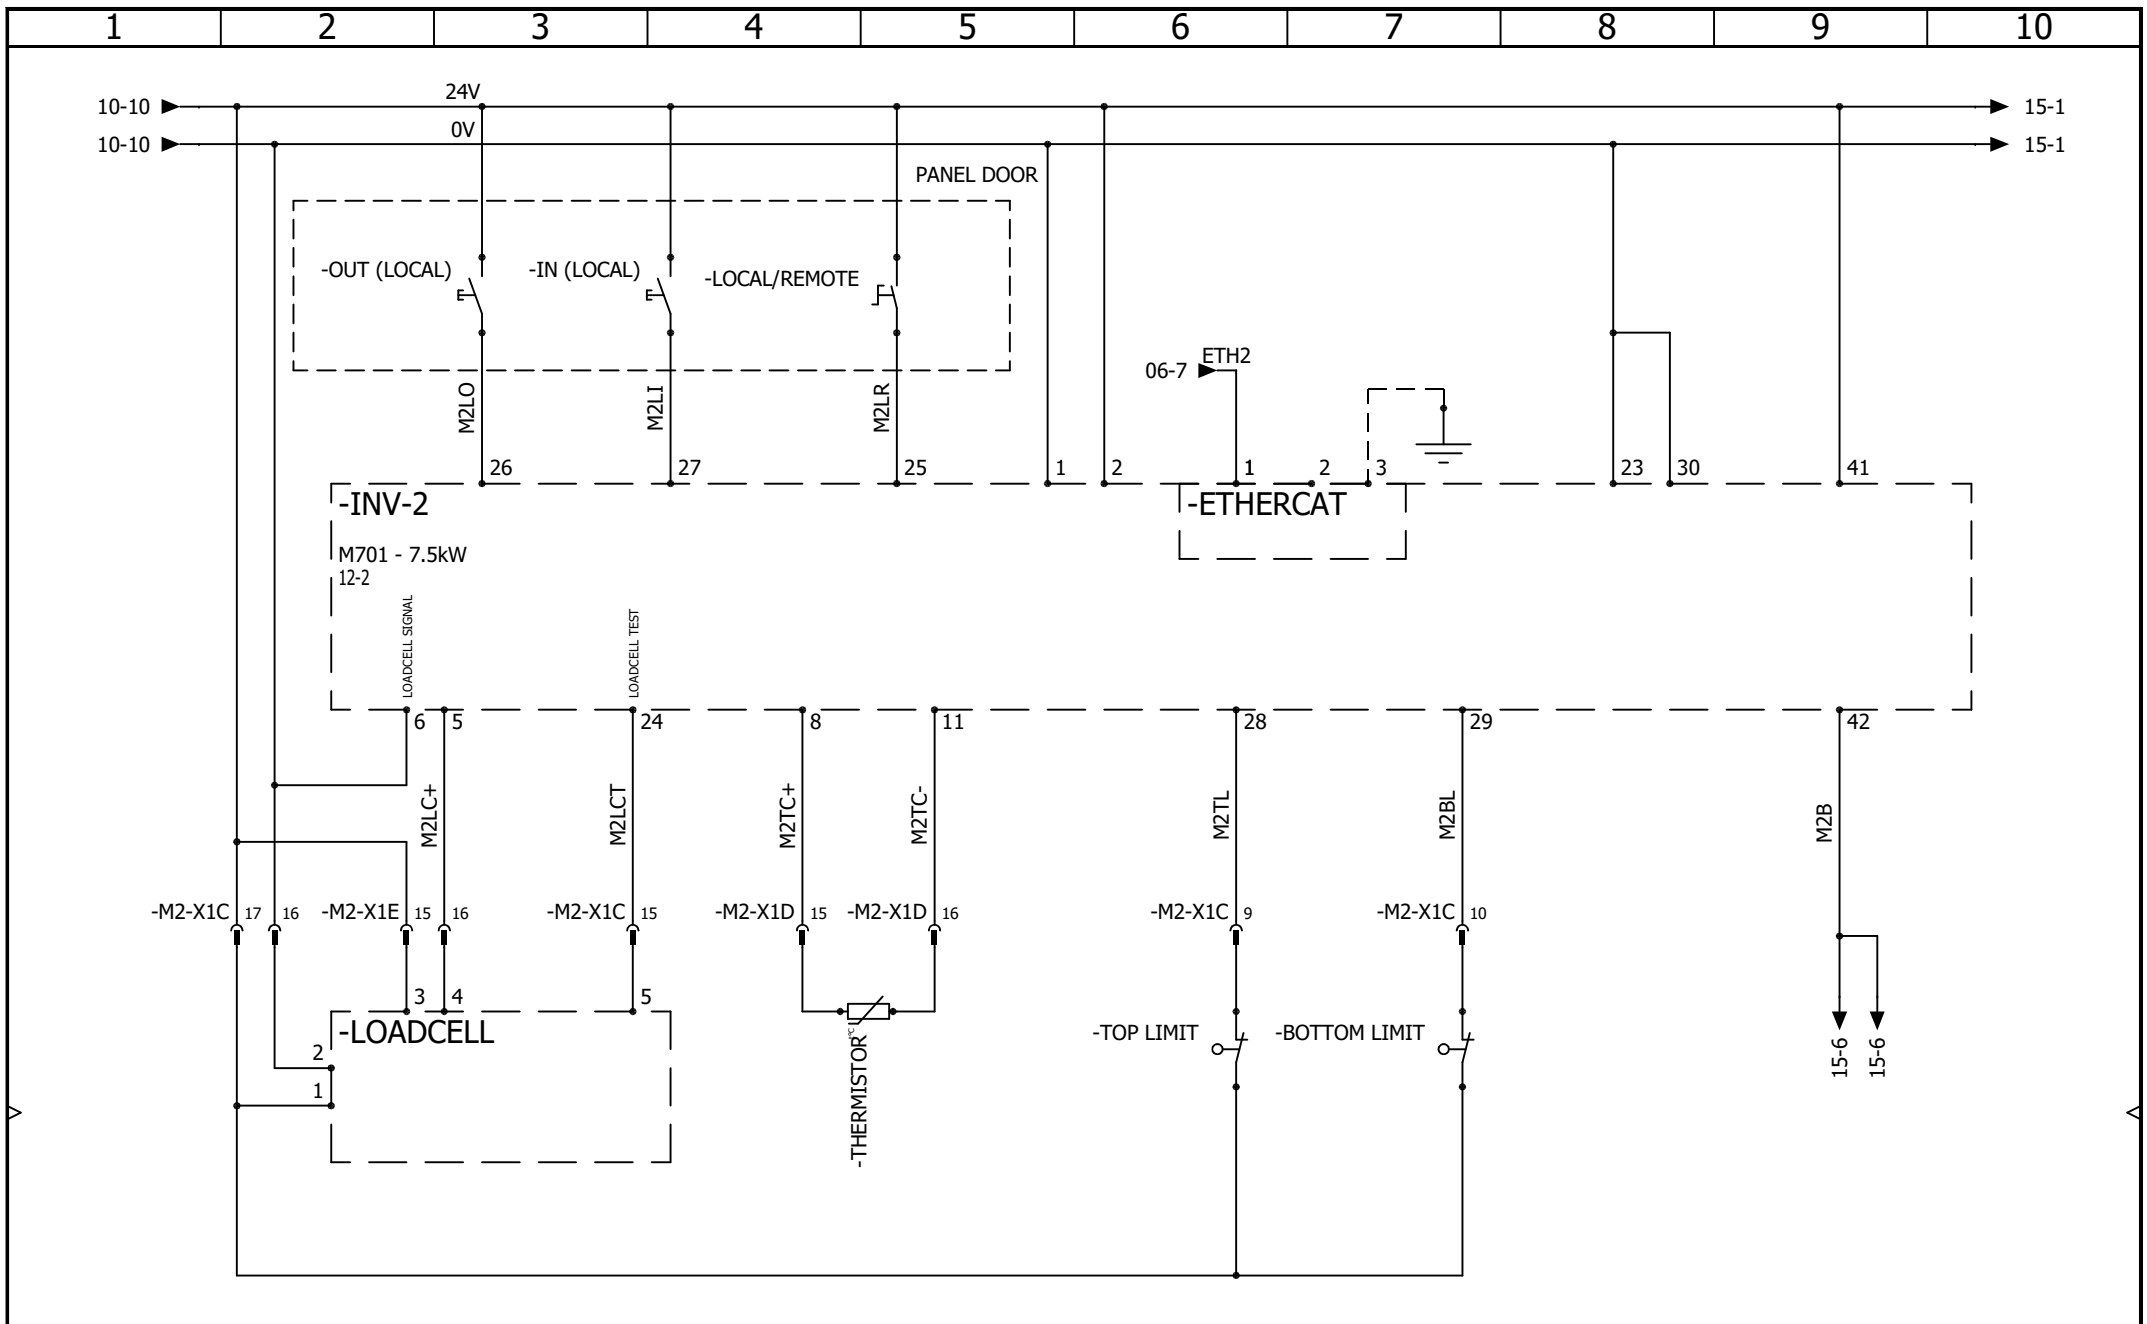 1 2 3 4 5 6 7 8 9 10
10-10 24V 15-1
10-10 0V 15-1
PANEL DOOR
-OUT (LOCAL) -IN (LOCAL) -LOCAL/REMOTE
ETH2
06-7
M2LO M2LI M2LR
26 27 25 1 2 1 2 3 23 30 41
-INV-2 -ETHERCAT
M701 - 7.5kW
12-2
LOADCELL SIGNAL LOADCELL TEST
6 5 24 8 11 28 29 42
M2LC+ M2LCT M2TC+ M2TC- M2TL M2BL M2B
-M2-X1C 17 16 -M2-X1E 15 16 -M2-X1C 15 -M2-X1D 15 -M2-X1D 16 -M2-X1C 9 -M2-X1C 10
3 4 5
-LOADCELL -THERMISTOR -TOP LIMIT -BOTTOM LIMIT 15-6 15-6
2
1